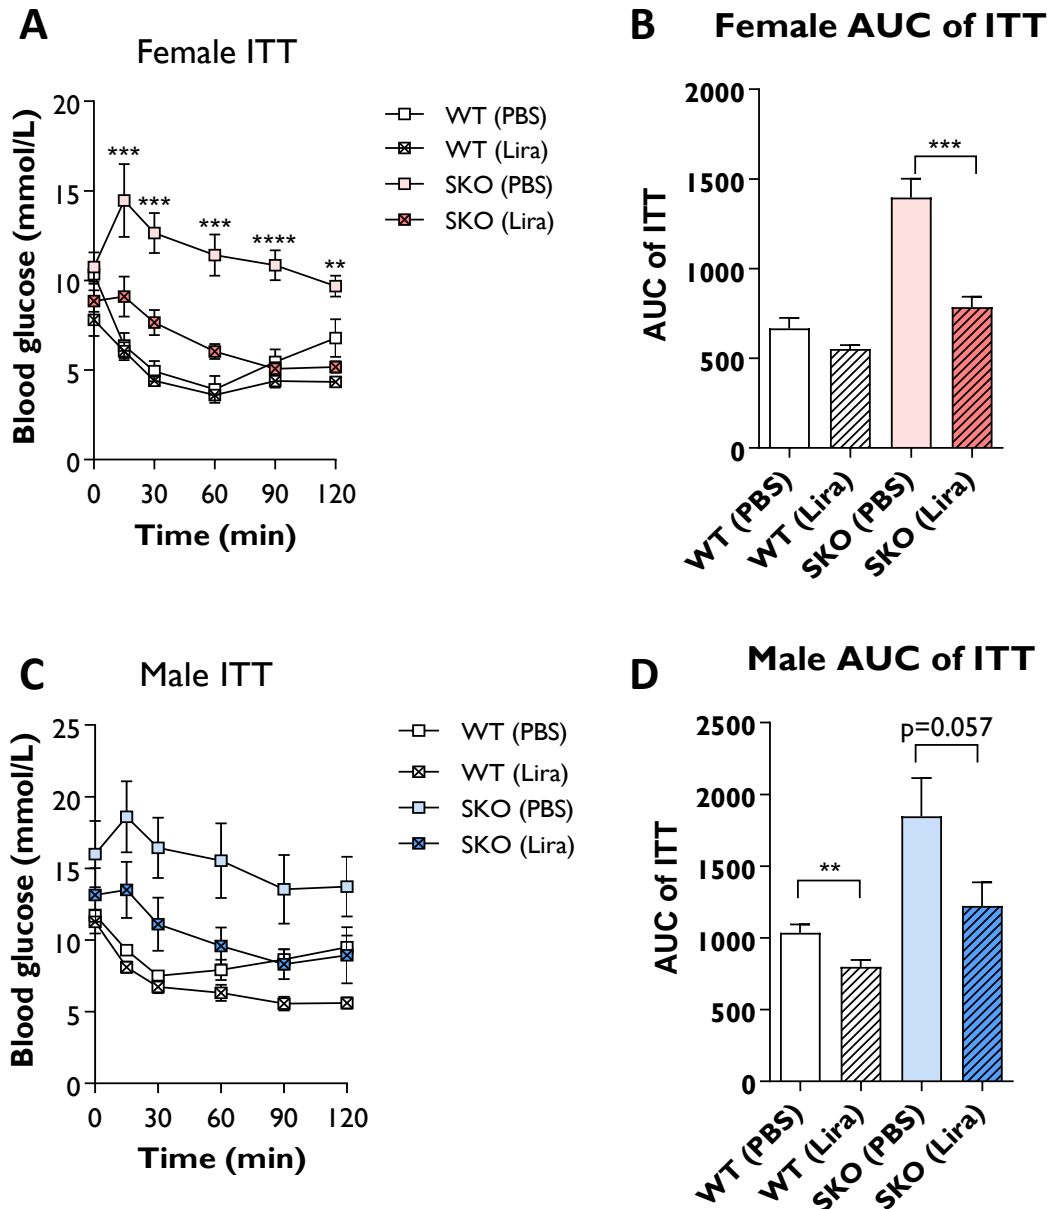 A
Female ITT
Blood glucose (mmol/L)
20
15
10
5
0
***
***
***
****
**
0 30 60 90 120
Time (min)
WT (PBS)
WT (Lira)
SKO (PBS)
SKO (Lira)
B
Female AUC of ITT
AUC of ITT
2000
1500
1000
500
0
***
WT (PBS)
WT (Lira)
SKO (PBS)
SKO (Lira)
C
Male ITT
Blood glucose (mmol/L)
25
20
15
10
5
0
0 30 60 90 120
Time (min)
WT (PBS)
WT (Lira)
SKO (PBS)
SKO (Lira)
D
Male AUC of ITT
AUC of ITT
2500
2000
1500
1000
500
0
**
p=0.057
WT (PBS)
WT (Lira)
SKO (PBS)
SKO (Lira)